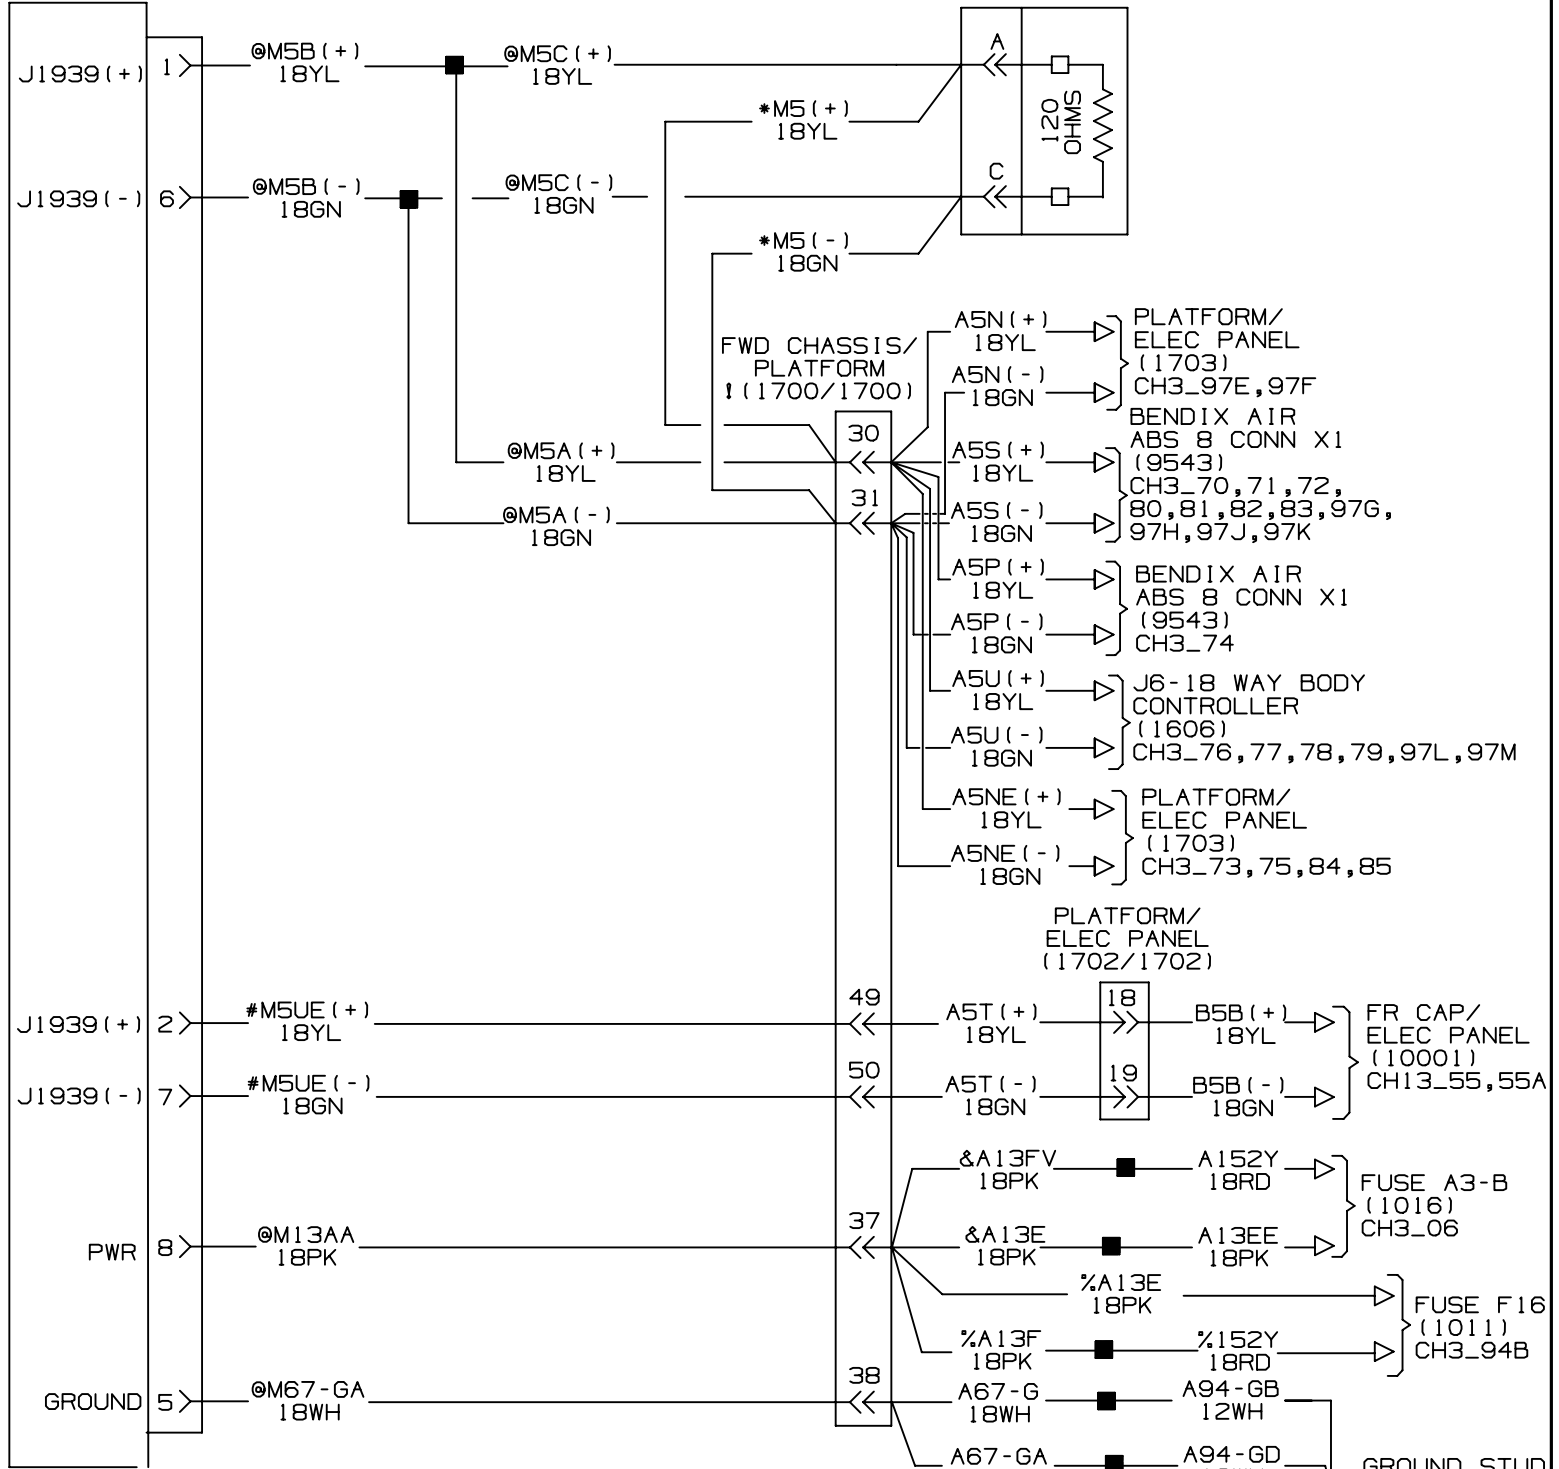 J1939(+) 1
@M5B(+)
18YL
@M5C(+)
18YL
A
120
OHMS
*M5(+)
18YL
J1939(-) 6
@M5B(-)
18GN
@M5C(-)
18GN
C
*M5(-)
18GN
FWD CHASSIS/
PLATFORM
!(1700/1700)
A5N(+)
18YL
A5N(-)
18GN
PLATFORM/
ELEC PANEL
(1703)
CH3_97E,97F
30
@M5A(+)
18YL
31
@M5A(-)
18GN
A5S(+)
18YL
A5S(-)
18GN
BENDIX AIR
ABS 8 CONN X1
(9543)
CH3_70,71,72,
80,81,82,83,97G,
97H,97J,97K
A5P(+)
18YL
A5P(-)
18GN
BENDIX AIR
ABS 8 CONN X1
(9543)
CH3_74
A5U(+)
18YL
A5U(-)
18GN
J6-18 WAY BODY
CONTROLLER
(1606)
CH3_76,77,78,79,97L,97M
A5NE(+)
18YL
A5NE(-)
18GN
PLATFORM/
ELEC PANEL
(1703)
CH3_73,75,84,85
PLATFORM/
ELEC PANEL
(1702/1702)
J1939(+) 2
#M5UE(+)
18YL
49
A5T(+)
18YL
18
B5B(+)
18YL
J1939(-) 7
#M5UE(-)
18GN
50
A5T(-)
18GN
19
B5B(-)
18GN
FR CAP/
ELEC PANEL
(10001)
CH13_55,55A
&A13FV
18PK
A152Y
18RD
PWR 8
@M13AA
18PK
37
&A13E
18PK
A13EE
18PK
FUSE A3-B
(1016)
CH3_06
%A13E
18PK
%A13F
18PK
%152Y
18RD
FUSE F16
(1011)
CH3_94B
GROUND 5
@M67-GA
18WH
38
A67-G
18WH
A94-GB
12WH
A67-GA
A94-GD
GROUND STUD